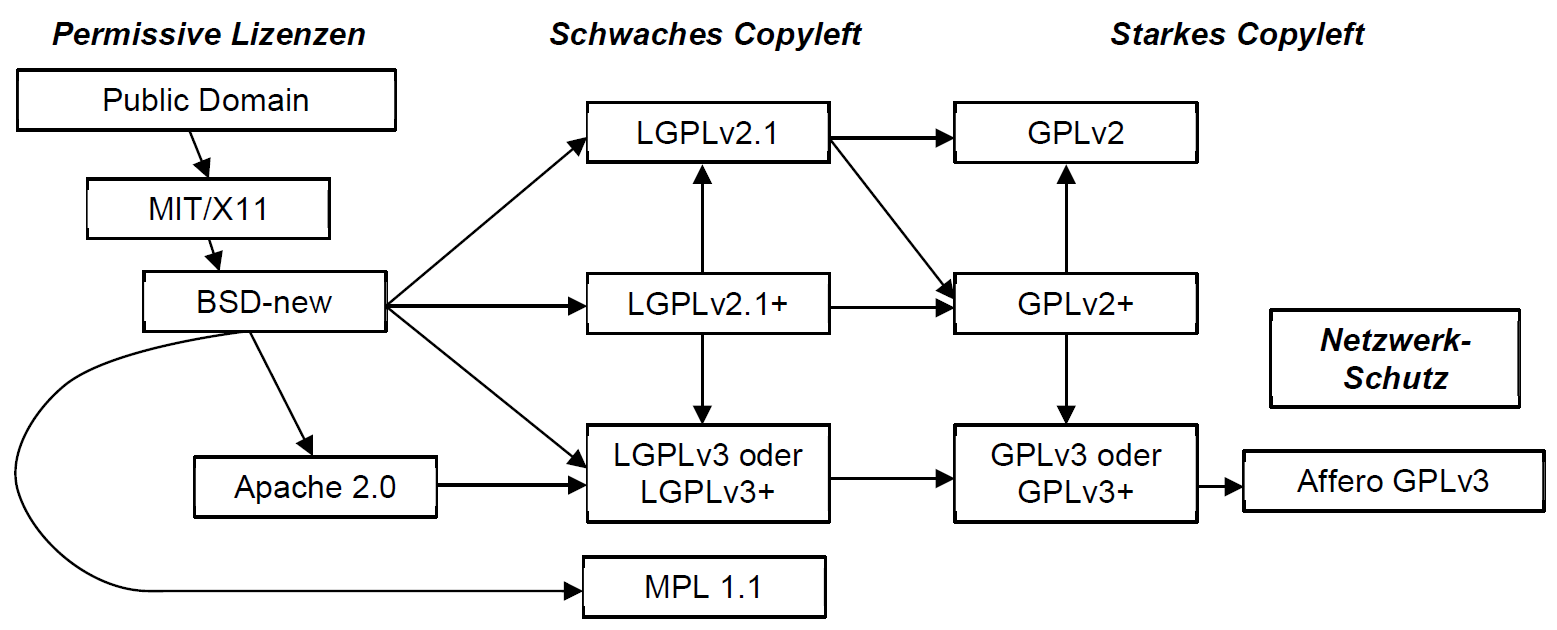 Permissive Lizenzen
Schwaches Copyleft
Starkes Copyleft
Public Domain
MIT/X11
BSD-new
Apache 2.0
LGPLv2.1
LGPLv2.1+
LGPLv3 oder
LGPLv3+
MPL 1.1
GPLv2
GPLv2+
GPLv3 oder
GPLv3+
Netzwerk-
Schutz
Affero GPLv3